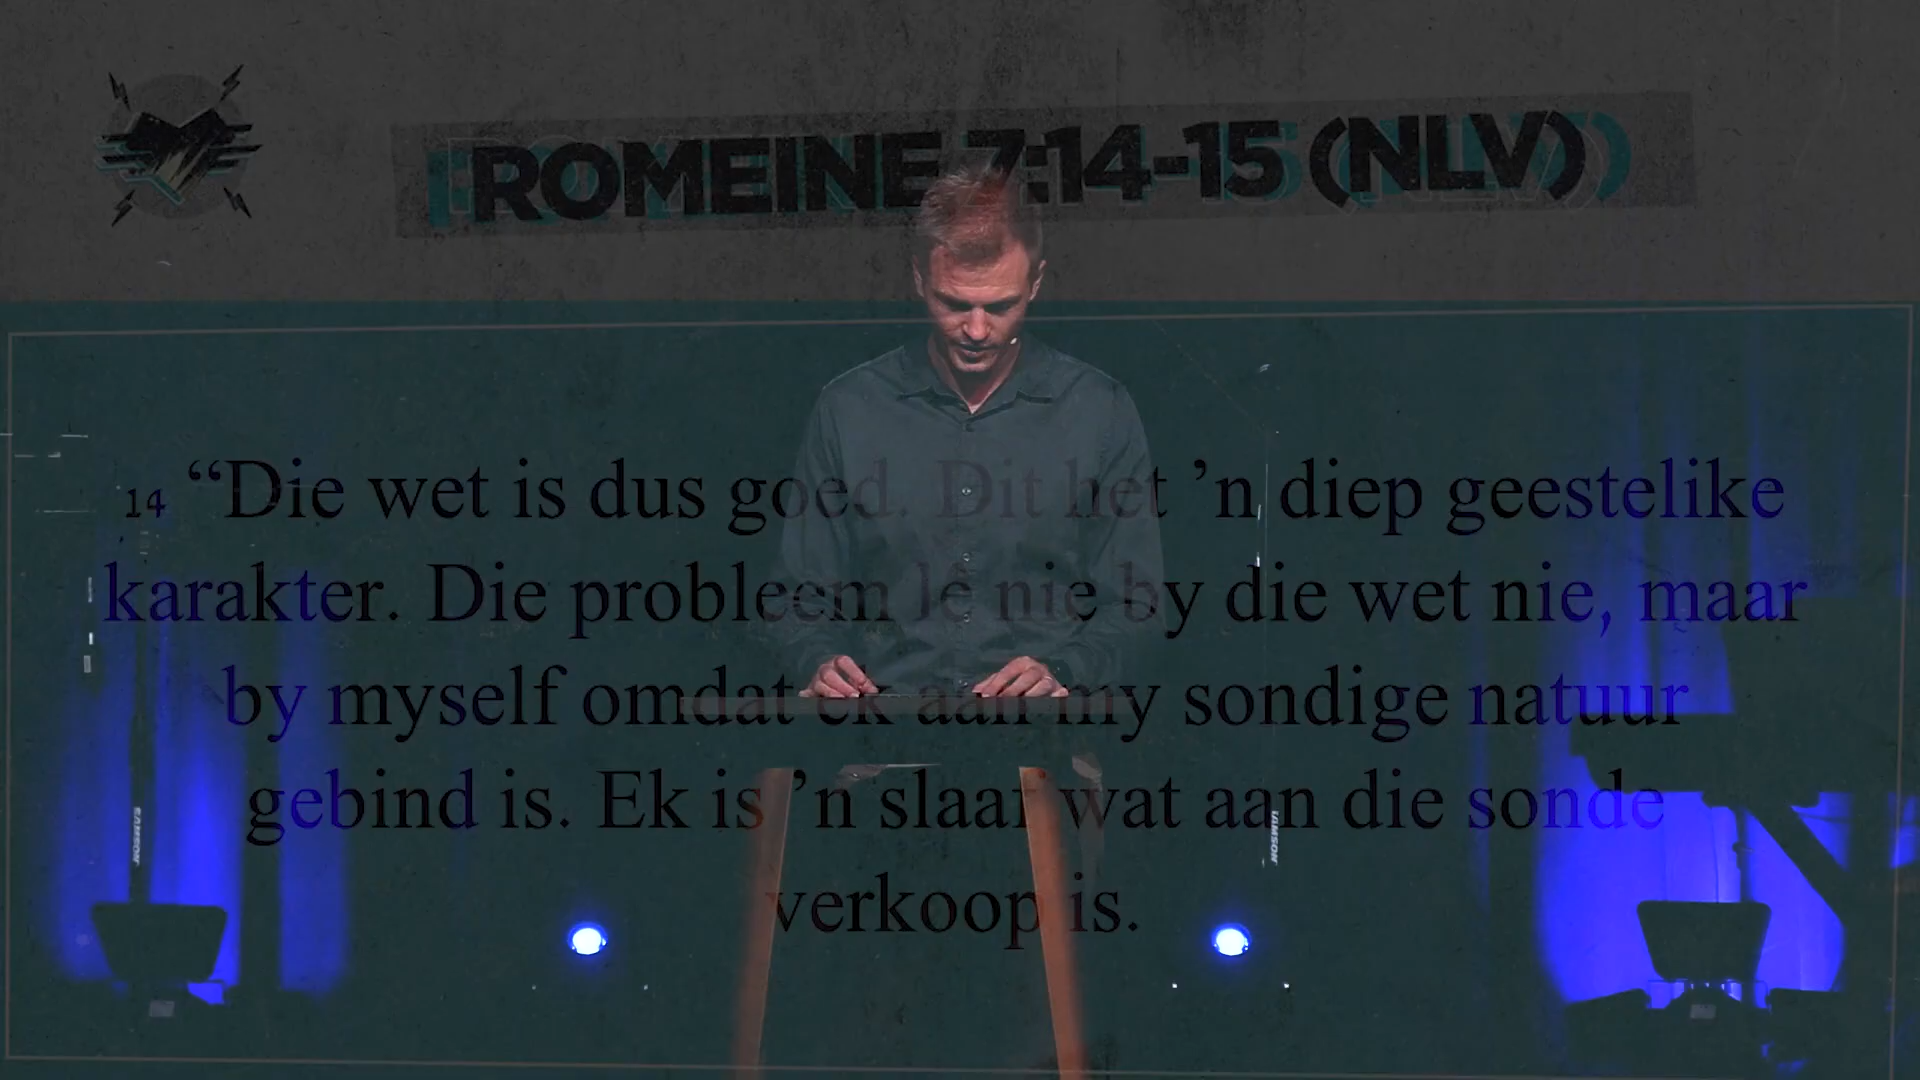 ROMEINE 7:14-15 (NLV)
14 “Die wet is dus goed. Dit het ’n diep geestelike
karakter. Die probleem lê nie by die wet nie, maar
by myself omdat ek aan my sondige natuur
gebind is. Ek is ’n slaaf wat aan die sonde
verkoop is.
SAMSON
SAMSON